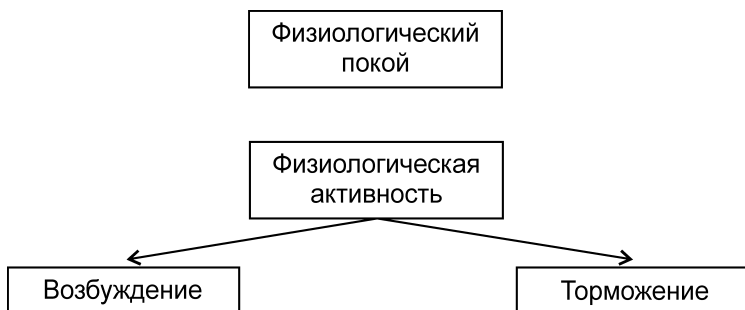 Физиологический
покой
Физиологическая
активность
Возбуждение
Торможение